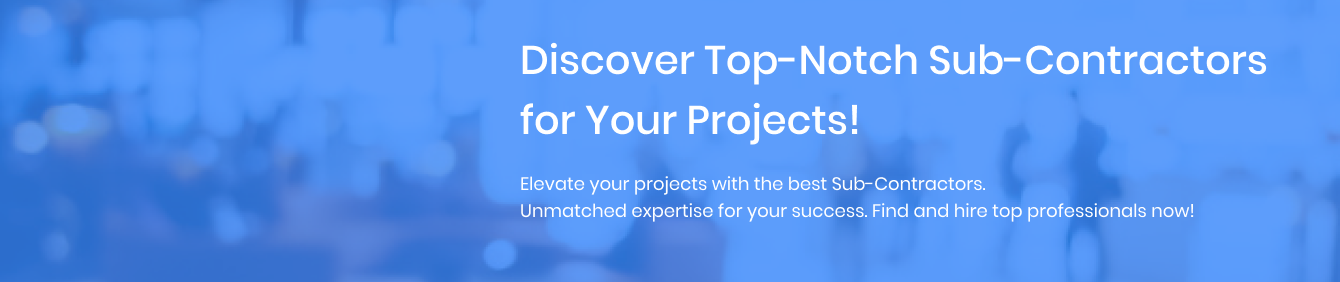 Discover Top-Notch Sub-Contractors
for Your Projects!
Elevate your projects with the best Sub-Contractors.
Unmatched expertise for your success. Find and hire top professionals now!